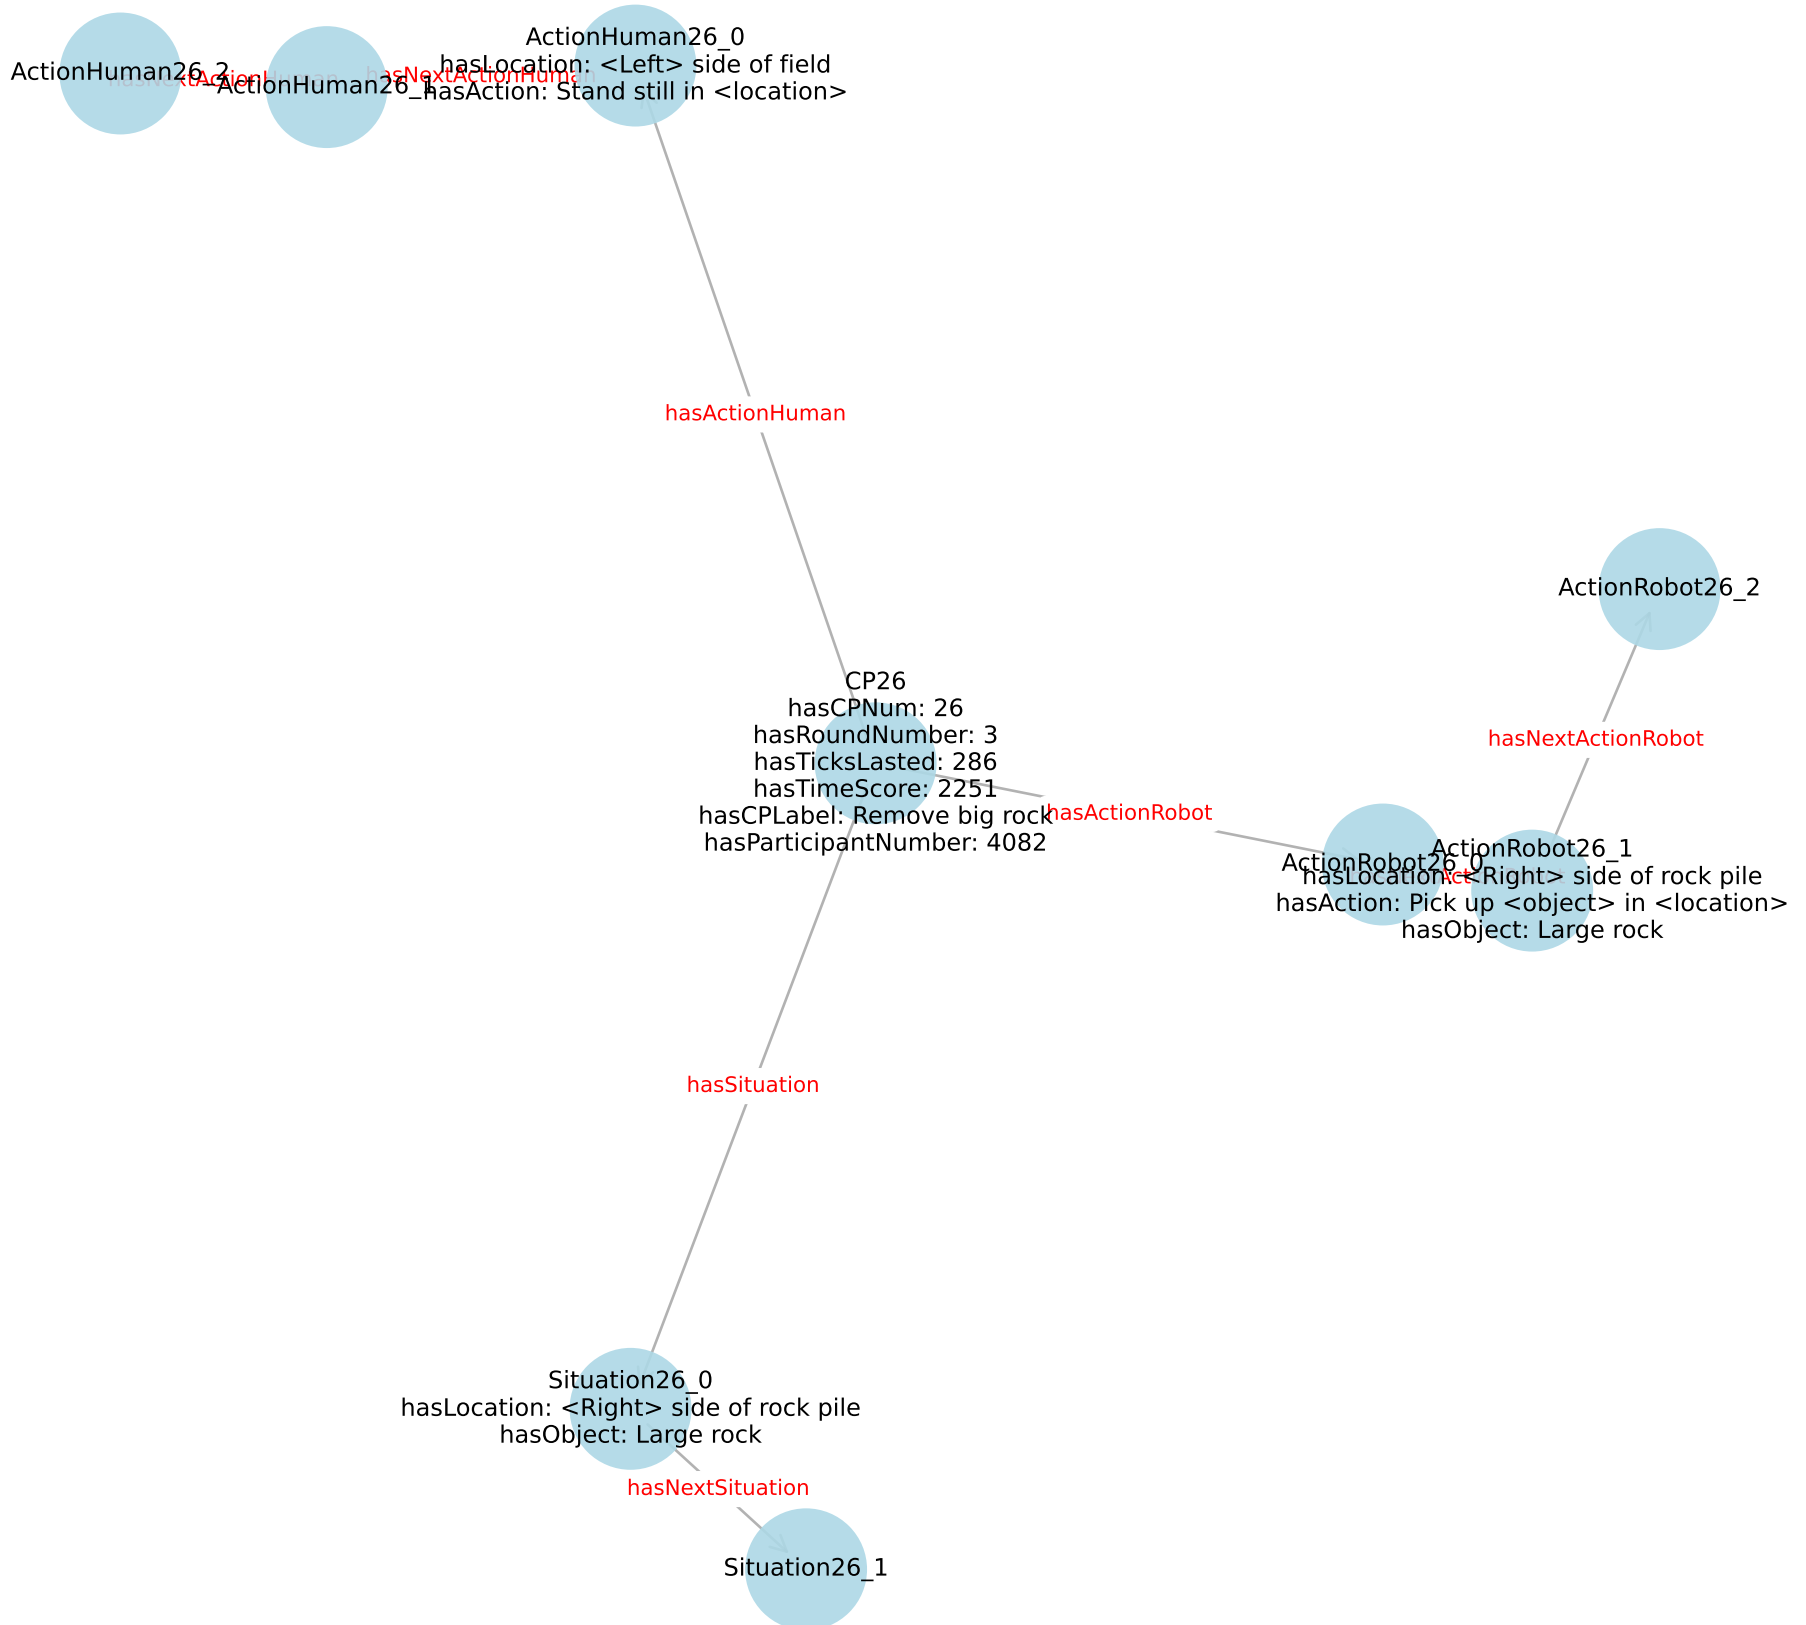 ActionHuman26_0
hasLocation: <Left> side of field
hasAction: Stand still in <location>
ActionHuman26_2
hasNextActionHuman
ActionHuman26_1
hasNextActionHuman
hasActionHuman
ActionRobot26_2
hasNextActionRobot
CP26
hasCPNum: 26
hasRoundNumber: 3
hasTicksLasted: 286
hasTimeScore: 2251
hasCPLabel: Remove big rock
hasParticipantNumber: 4082
hasActionRobot
ActionRobot26_0
ActionRobot26_1
hasLocation: <Right> side of rock pile
hasAction: Pick up <object> in <location>
hasObject: Large rock
hasSituation
Situation26_0
hasLocation: <Right> side of rock pile
hasObject: Large rock
hasNextSituation
Situation26_1